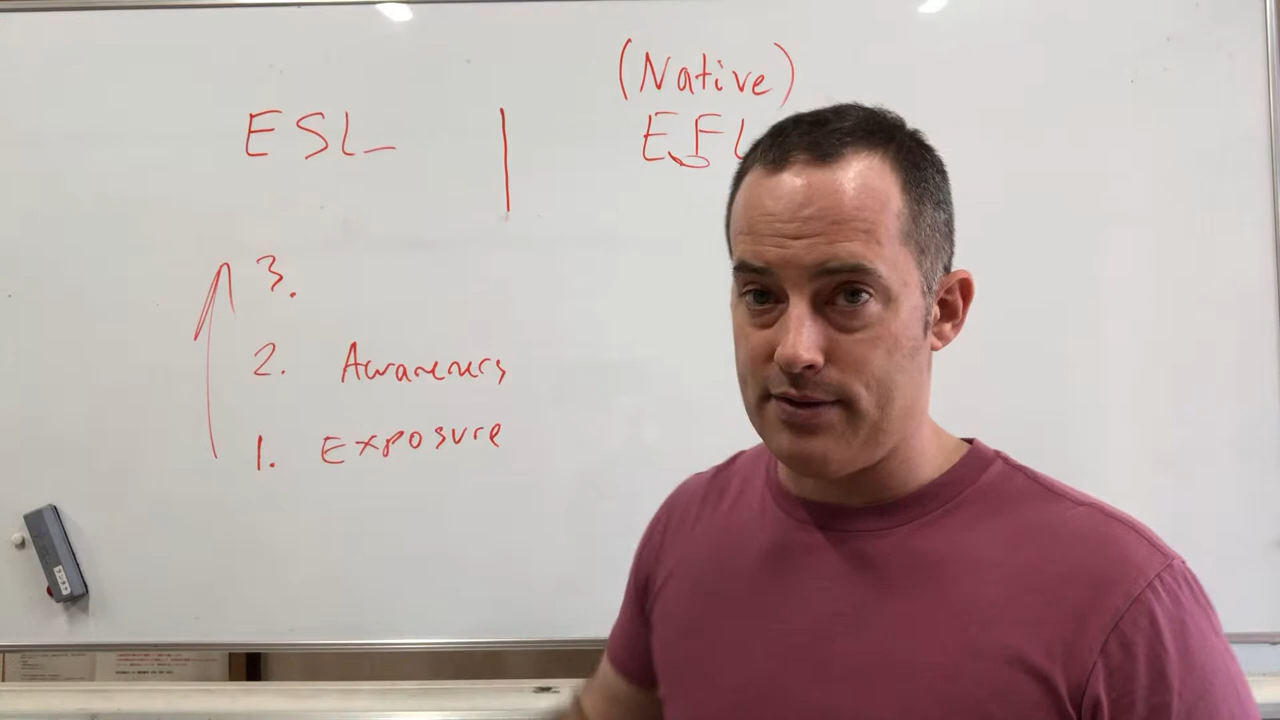 (Native)
ESL | EFL
3.
2. Awareness
1. Exposure